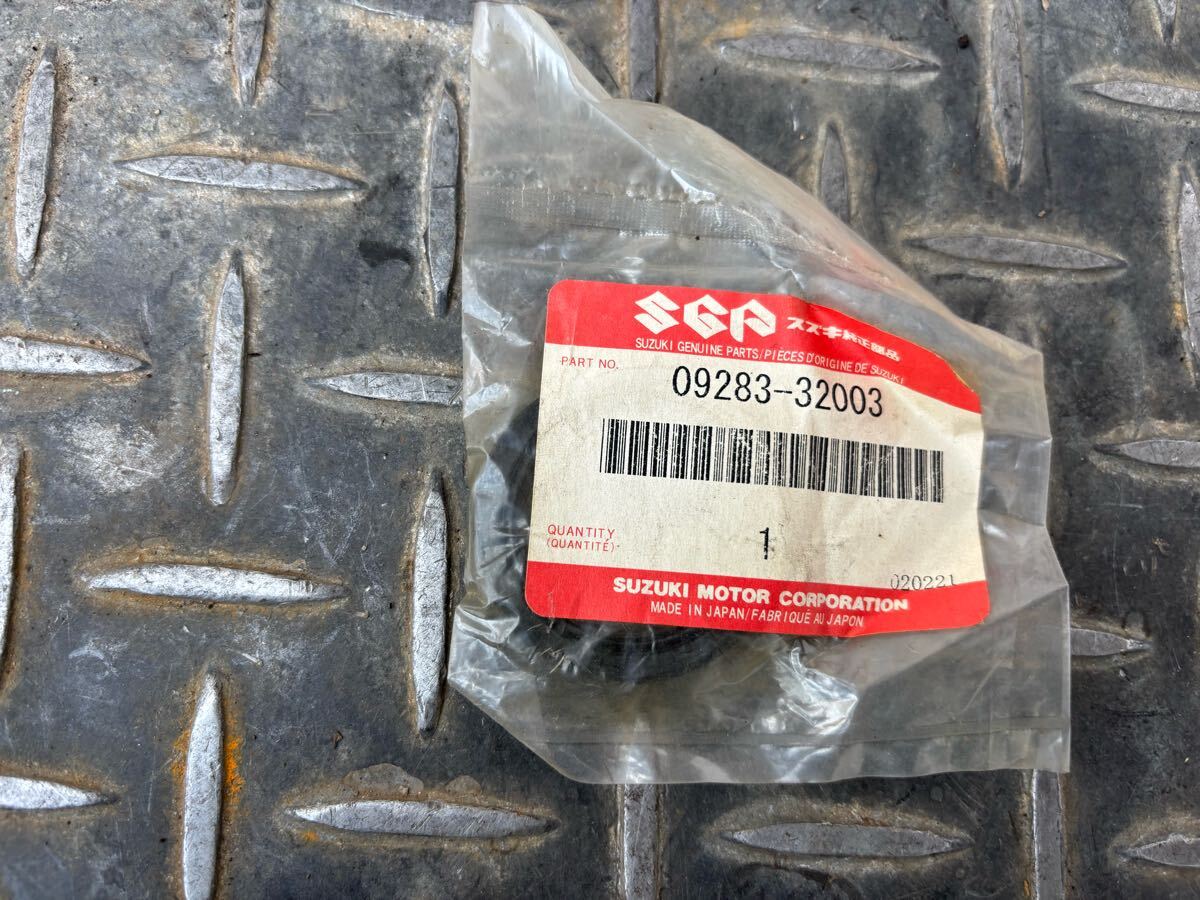 SGP スズキ純正部品
SUZUKI GENUINE PARTS/PIÈCES D'ORIGINE DE SUZUKI
PART NO. 09283-32003
QUANTITY 1
(QUANTITÉ)
020221
SUZUKI MOTOR CORPORATION
MADE IN JAPAN/FABRIQUÉ AU JAPON